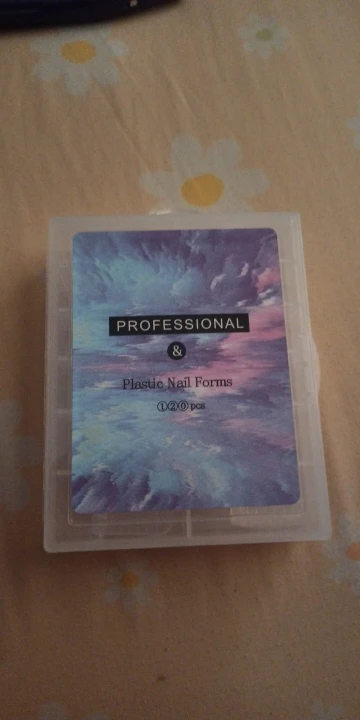 PROFESSIONAL
&
Plastic Nail Forms
①②⓪pcs